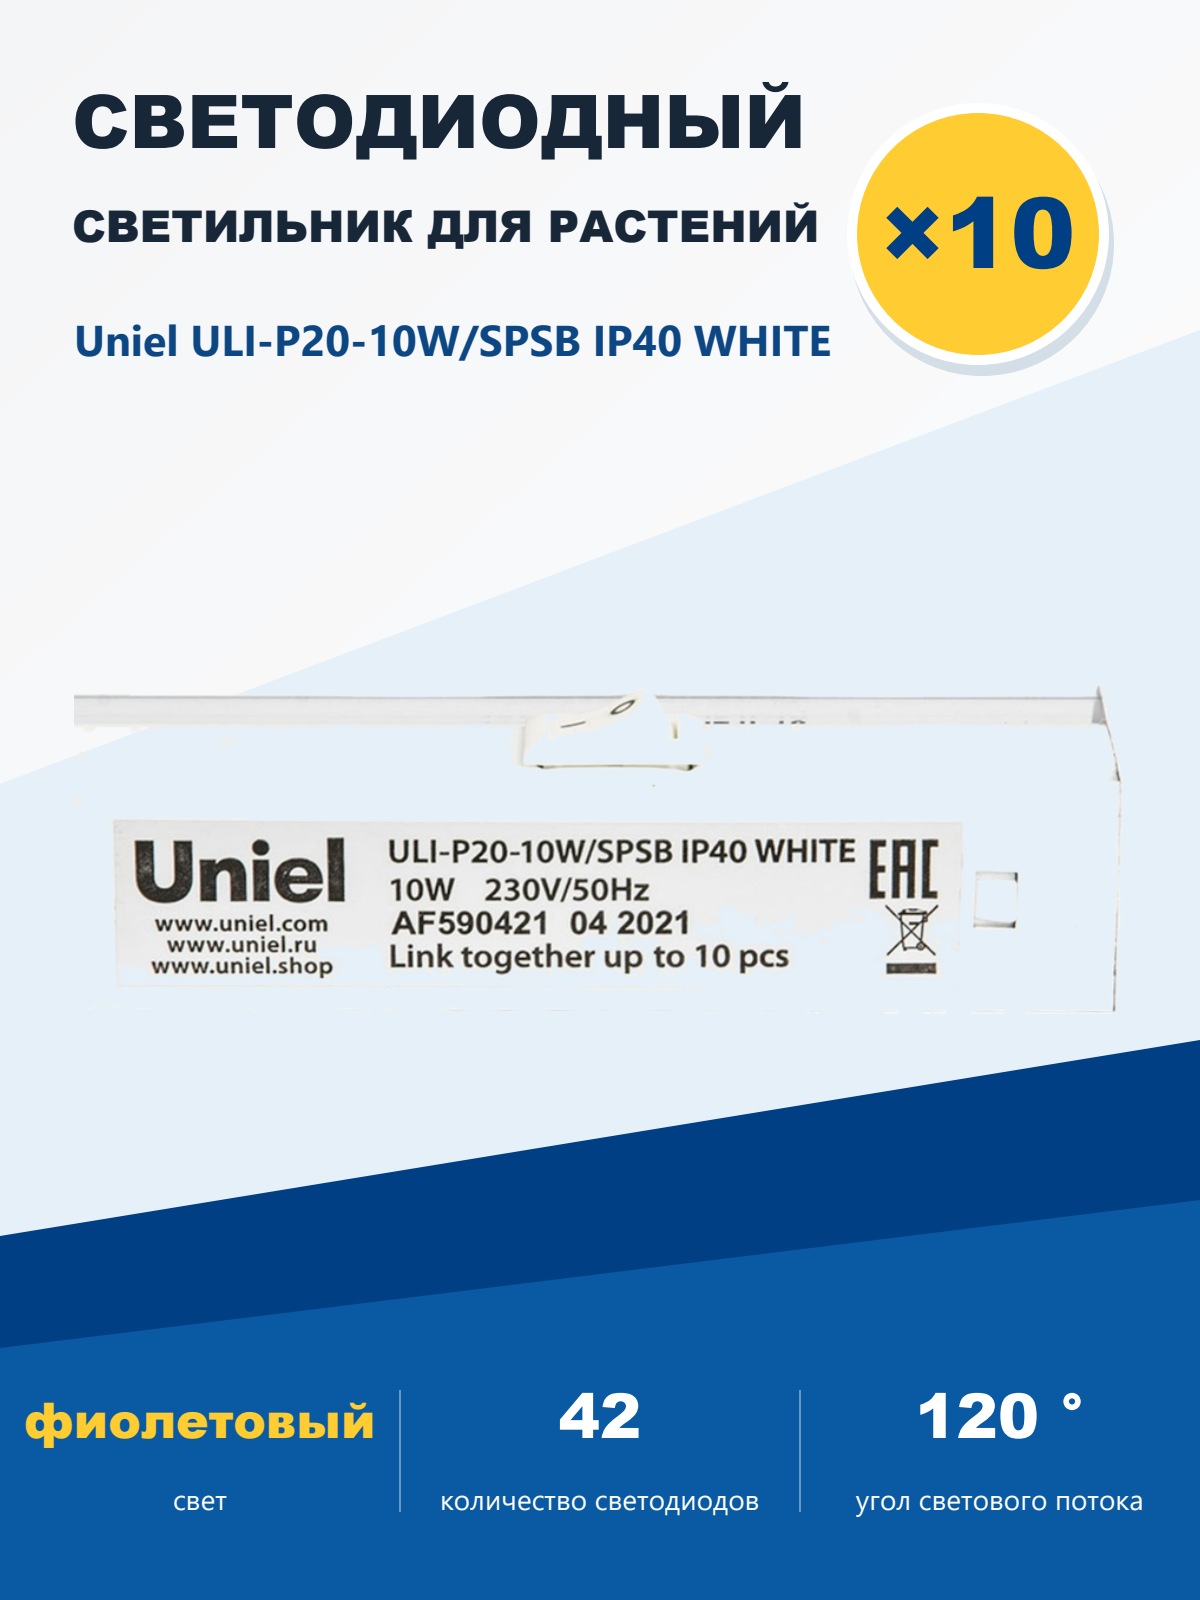 СВЕТОДИОДНЫЙ
СВЕТИЛЬНИК ДЛЯ РАСТЕНИЙ
×10
Uniel ULI-P20-10W/SPSB IP40 WHITE
Uniel
www.uniel.com
www.uniel.ru
www.uniel.shop
ULI-P20-10W/SPSB IP40 WHITE
10W 230V/50Hz
AF590421 04 2021
Link together up to 10 pcs
EAC
фиолетовый
свет
42
количество светодиодов
120 °
угол светового потока